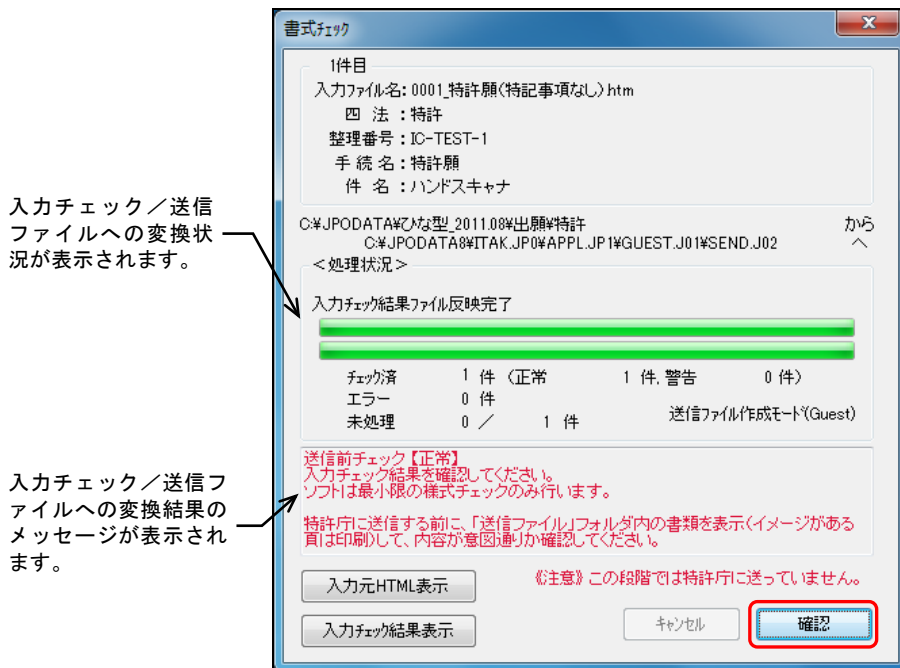 書式ﾁｪｯｸ
1件目
入力ﾌｧｲﾙ名: 0001_特許願(特記事項なし).htm
四 法 : 特許
整理番号 : IC-TEST-1
手 続 名 : 特許願
件 名 : ハンドスキャナ
入力チェック／送信
ファイルへの変換状
況が表示されます。
C:¥JPODATA¥ひな型_2011.08¥出願¥特許 から
C:¥JPODATA8¥ITAK.JP0¥APPL.JP1¥GUEST.J01¥SEND.J02 へ
＜処理状況＞
入力ﾁｪｯｸ結果ﾌｧｲﾙ反映完了
ﾁｪｯｸ済 1 件 (正常 1 件, 警告 0 件)
エラー 0 件
未処理 0 ／ 1 件
送信ﾌｧｲﾙ作成ﾓｰﾄﾞ(Guest)
入力チェック／送信フ
ァイルへの変換結果の
メッセージが表示され
ます。
送信前チェック【正常】
入力チェック結果を確認してください。
ソフトは最小限の様式チェックのみ行います。
特許庁に送信する前に、「送信ファイル」フォルダ内の書類を表示(イメージがある
頁は印刷)して、内容が意図通りか確認してください。
入力元HTML表示
《注意》この段階では特許庁に送っていません。
入力ﾁｪｯｸ結果表示
ｷｬﾝｾﾙ
確認